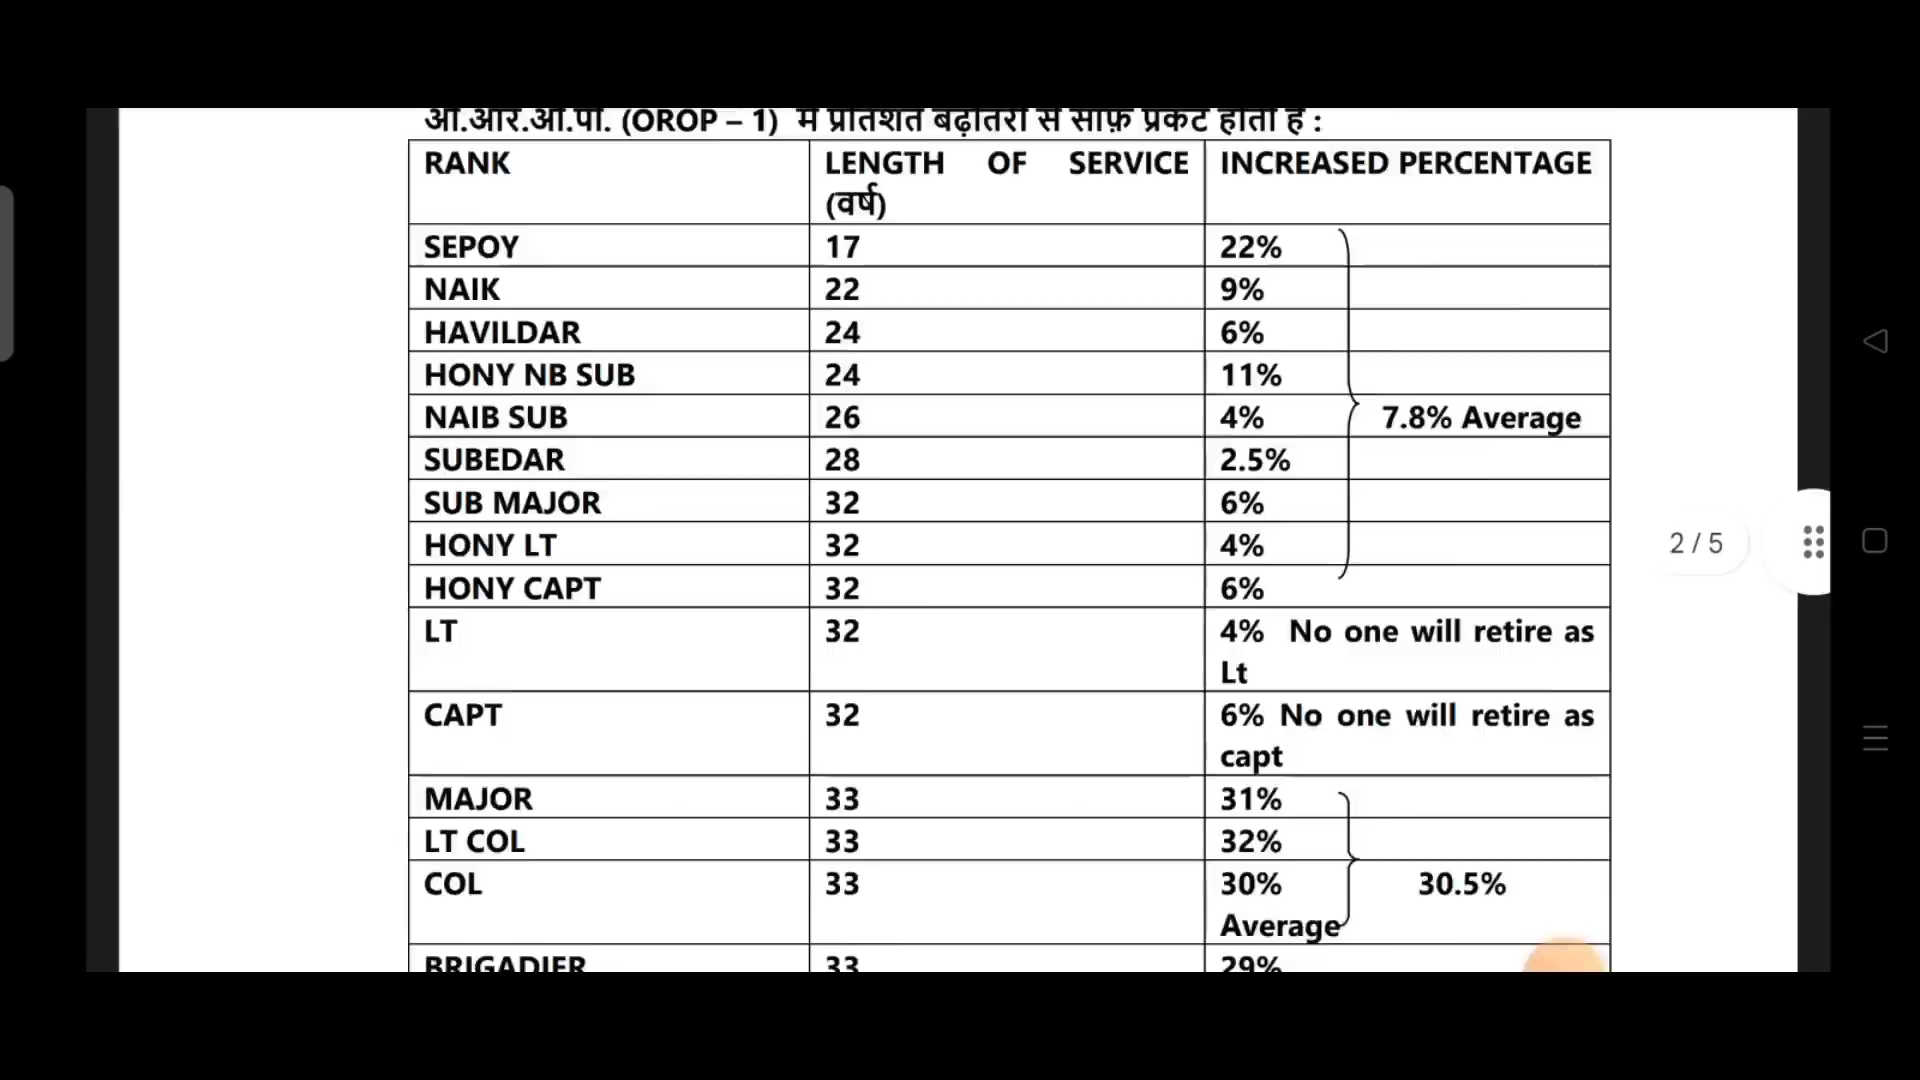 ओ.आर.ओ.पी. (OROP – 1) में प्रतिशत बढ़ोतरी से साफ़ प्रकट होता है :
RANK LENGTH OF SERVICE (वर्ष) INCREASED PERCENTAGE
SEPOY 17 22%
NAIK 22 9%
HAVILDAR 24 6%
HONY NB SUB 24 11%
NAIB SUB 26 4% 7.8% Average
SUBEDAR 28 2.5%
SUB MAJOR 32 6%
HONY LT 32 4%
HONY CAPT 32 6%
LT 32 4% No one will retire as
Lt
CAPT 32 6% No one will retire as
capt
MAJOR 33 31%
LT COL 33 32%
COL 33 30% 30.5%
Average
BRIGADIER 33 29%
2 / 5